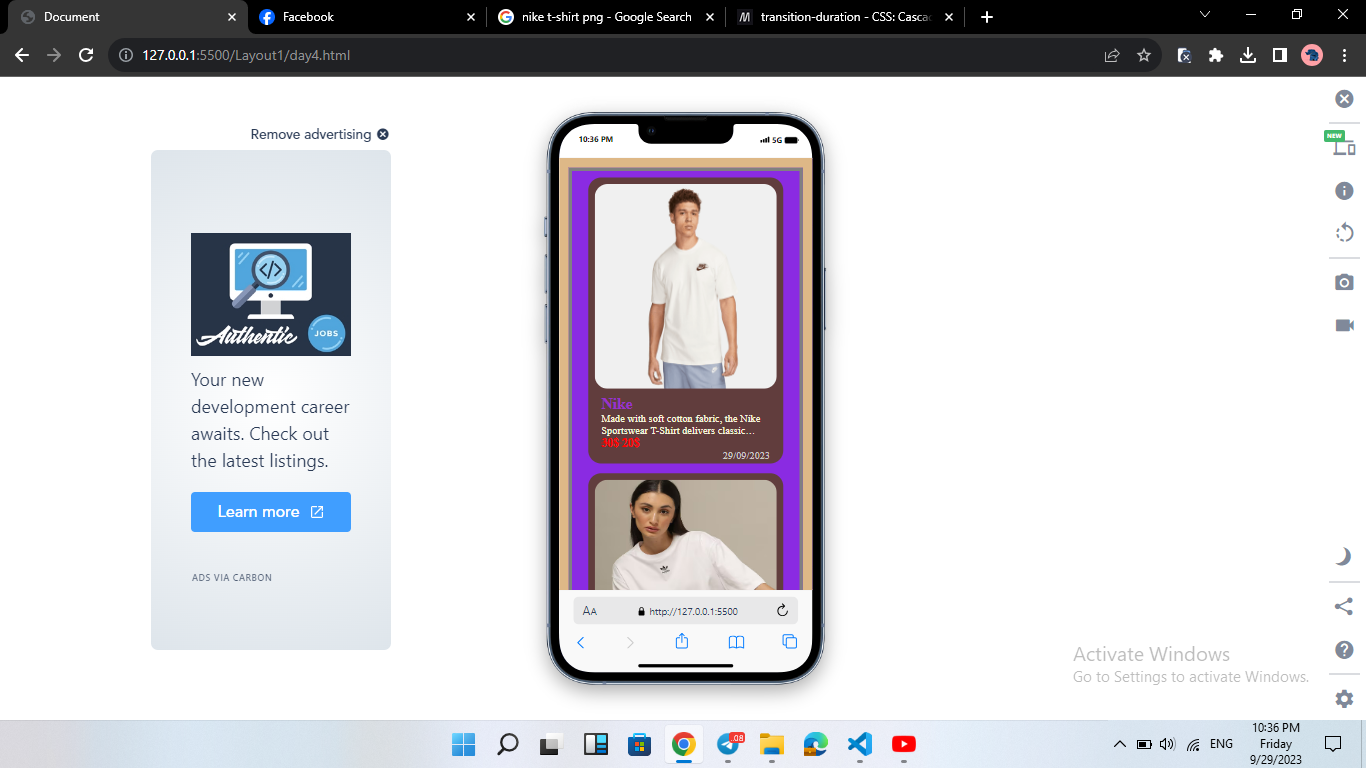 Document
Facebook
nike t-shirt png - Google Search
transition-duration - CSS: Casca
127.0.0.1:5500/Layout1/day4.html
Remove advertising
Authentic
JOBS
Your new
development career
awaits. Check out
the latest listings.
Learn more
ADS VIA CARBON
10:36 PM
5G
Nike
Made with soft cotton fabric, the Nike
Sportswear T-Shirt delivers classic...
30$ 20$
29/09/2023
AA
http://127.0.0.1:5500
NEW
Activate Windows
Go to Settings to activate Windows.
.08
ENG
10:36 PM
Friday
9/29/2023